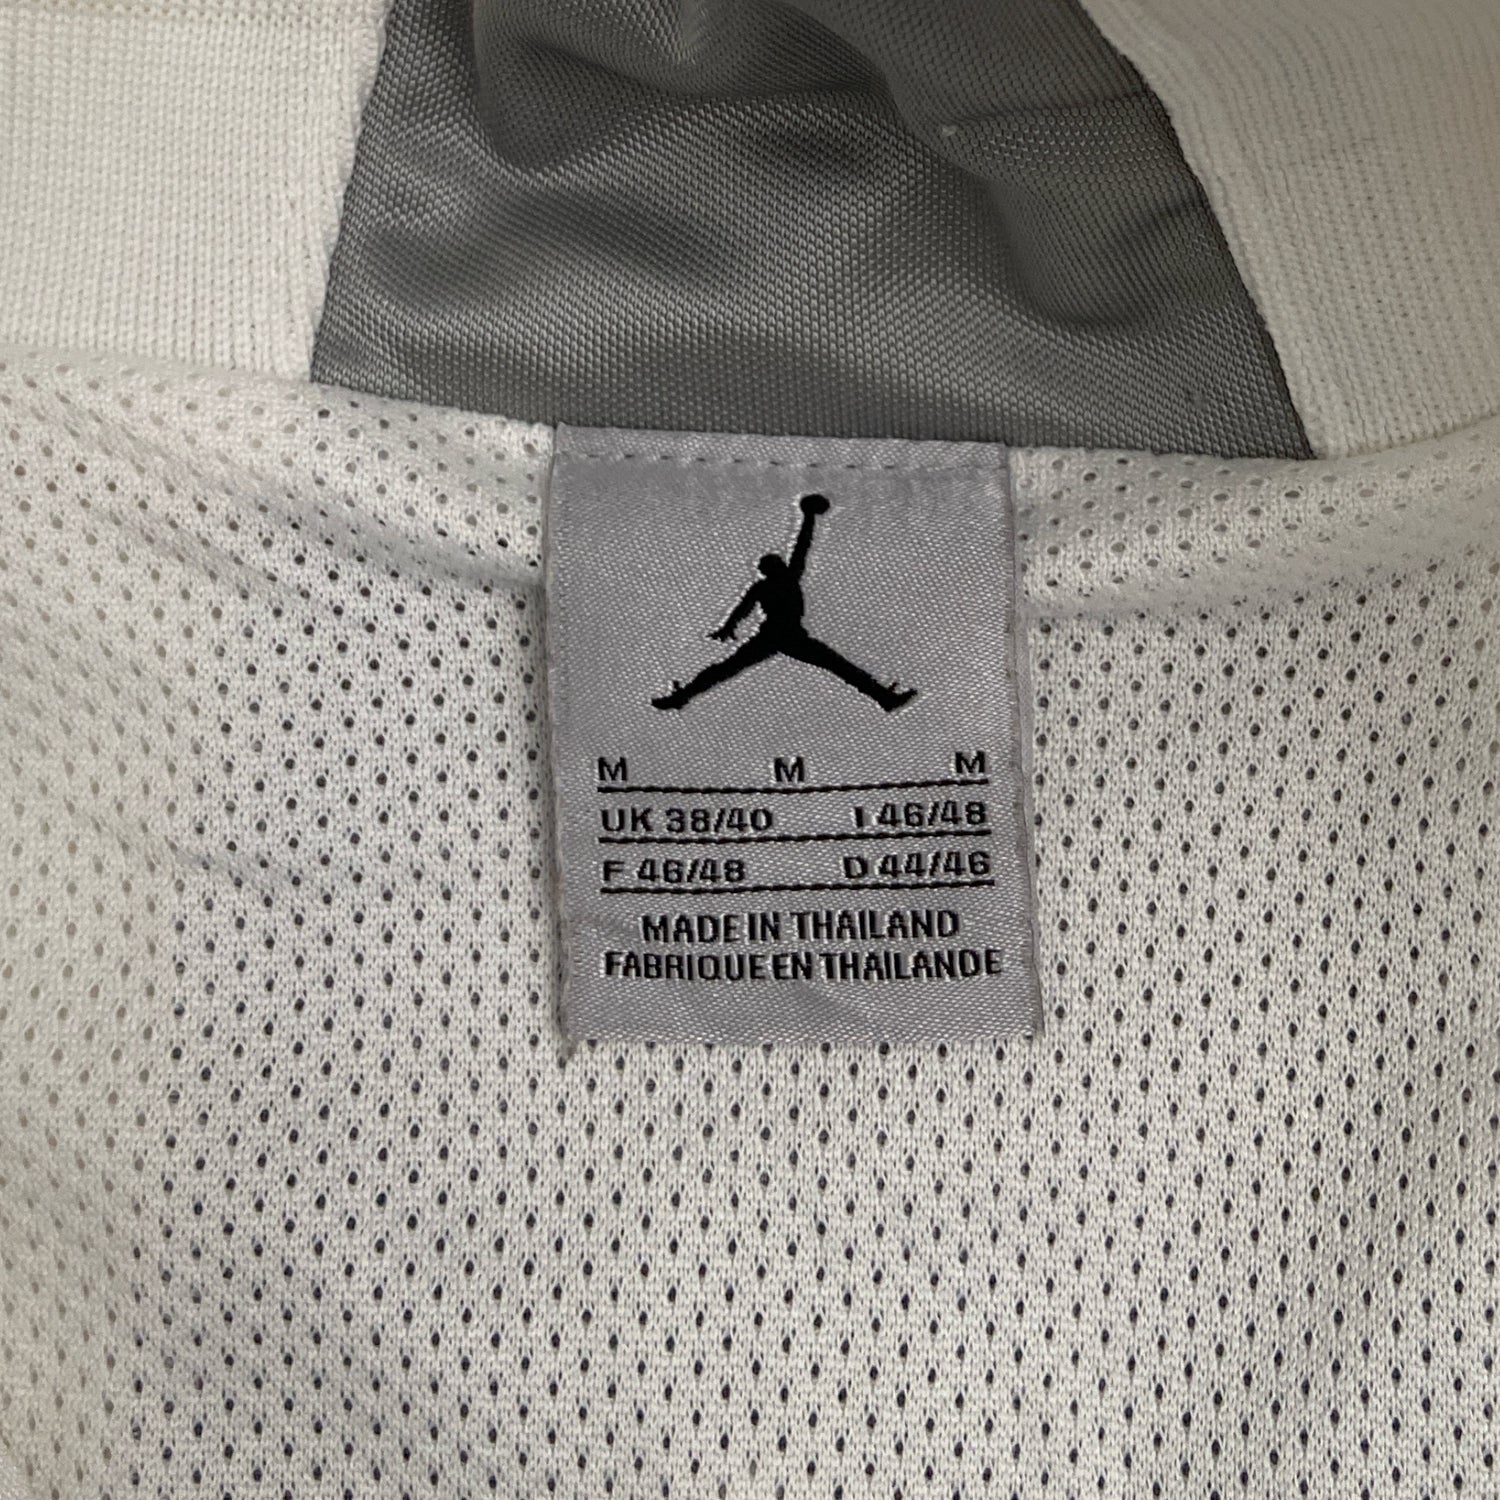 M M M
UK 38/40 I 46/48
F 46/48 D 44/46
MADE IN THAILAND
FABRIQUE EN THAILANDE